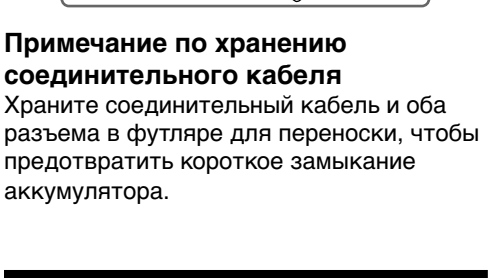 Примечание по хранению
соединительного кабеля
Храните соединительный кабель и оба
разъема в футляре для переноски, чтобы
предотвратить короткое замыкание
аккумулятора.